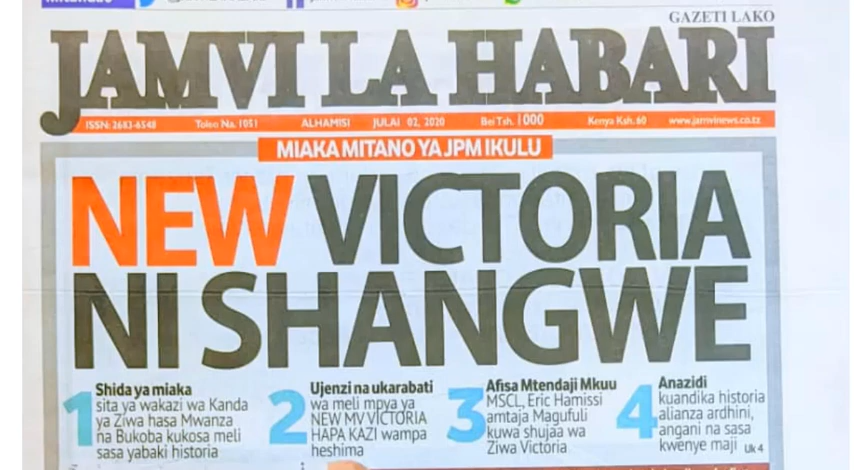 GAZETI LAKO
JAMVI LA HABARI
ISSN: 2683-6548 Toleo Na. 1051 ALHAMISI JULAI 02, 2020 Bei Tsh. 1000 Kenya Ksh. 60 www.jamvinews.co.tz
MIAKA MITANO YA JPM IKULU
NEW VICTORIA
NI SHANGWE
1 Shida ya miaka
sita ya wakazi wa Kanda
ya Ziwa hasa Mwanza
na Bukoba kukosa meli
sasa yabaki historia
2 Ujenzi na ukarabati
wa meli mpya ya
NEW MV VICTORIA
HAPA KAZI wampa
heshima
3 Afisa Mtendaji Mkuu
MSCL, Eric Hamissi
amtaja Magufuli
kuwa shujaa wa
Ziwa Victoria
4 Anazidi
kuandika historia
alianza ardhini,
angani na sasa
kwenye maji Uk 4